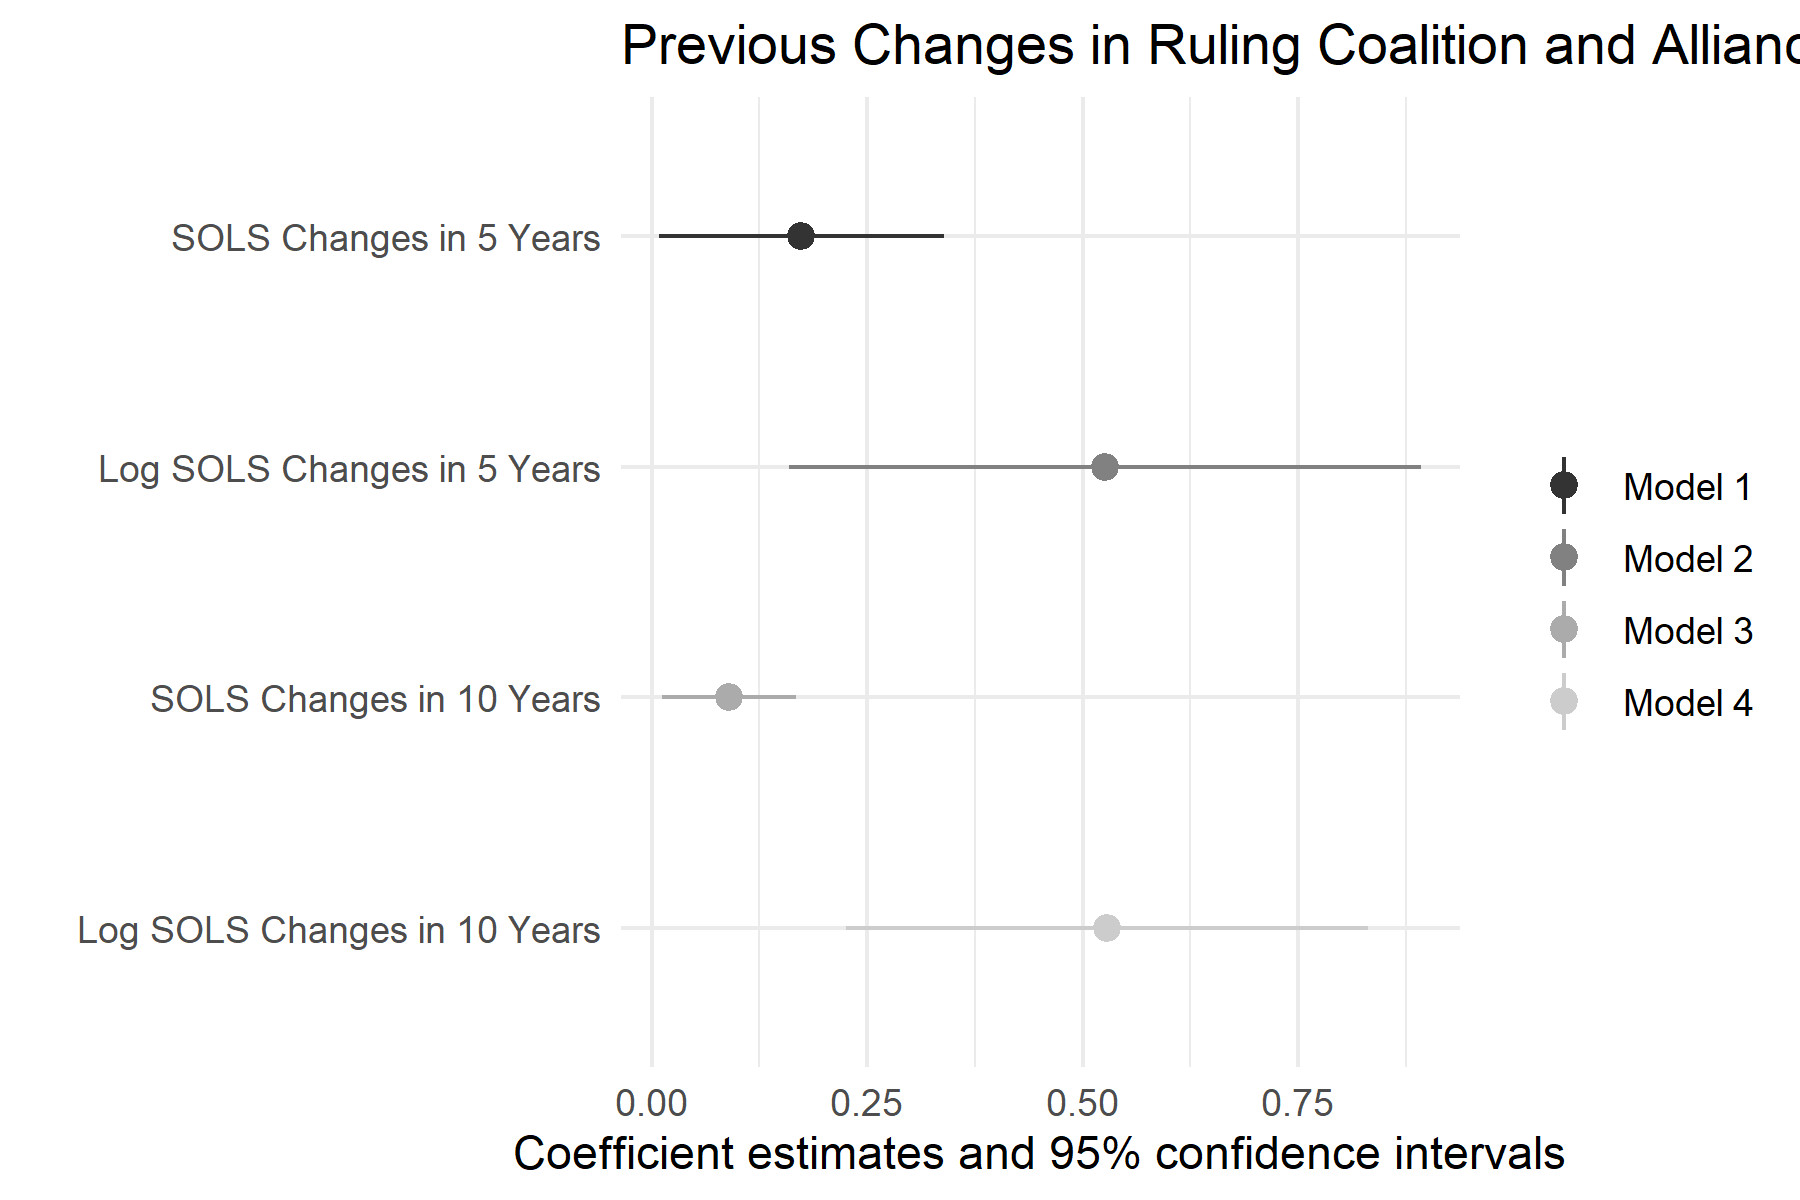 Previous Changes in Ruling Coalition and
SOLS Changes in 5 Years
Log SOLS Changes in 5 Years
SOLS Changes in 10 Years
Log SOLS Changes in 10 Years
Model 1
Model 2
Model 3
Model 4
0.00 0.25 0.50 0.75
Coefficient estimates and 95% confidence intervals